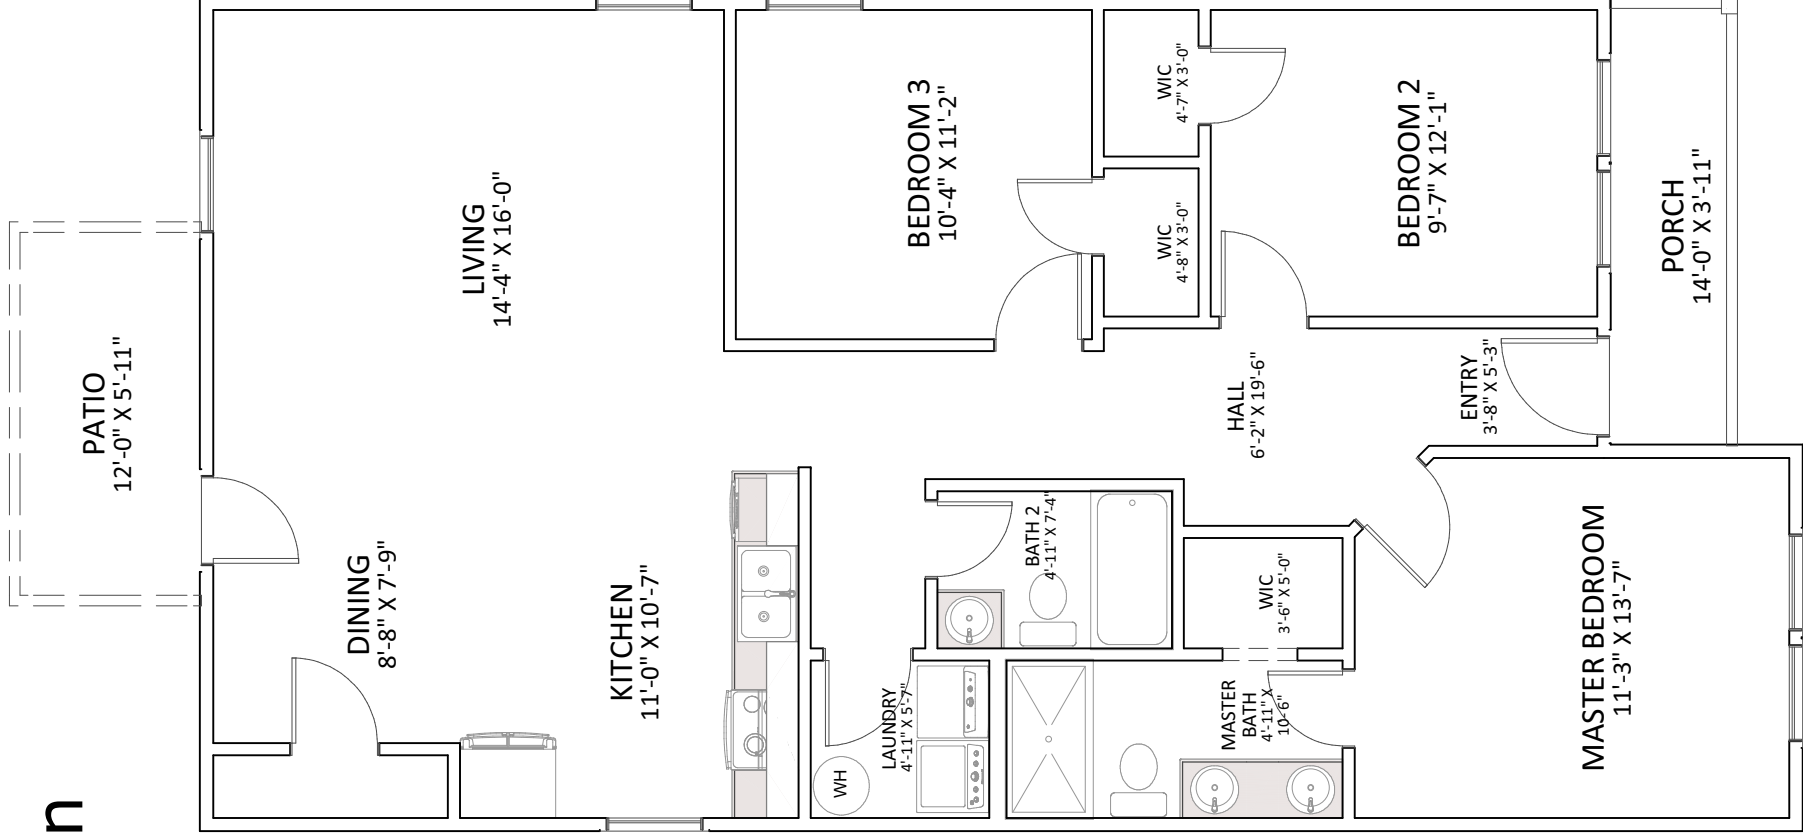 n
PATIO
12'-0" X 5'-11"
DINING
8'-8" X 7'-9"
LIVING
14'-4" X 16'-0"
KITCHEN
11'-0" X 10'-7"
WH
LAUNDRY
4'-11" X 5'-7"
BEDROOM 3
10'-4" X 11'-2"
BATH 2
4'-11" X 7'-4"
WIC
4'-7" X 3'-0"
WIC
4'-8" X 3'-0"
HALL
6'-2" X 19'-6"
WIC
3'-6" X 5'-0"
MASTER
BATH
4'-11" X
10'-6"
BEDROOM 2
9'-7" X 12'-1"
ENTRY
3'-8" X 5'-3"
MASTER BEDROOM
11'-3" X 13'-7"
PORCH
14'-0" X 3'-11"